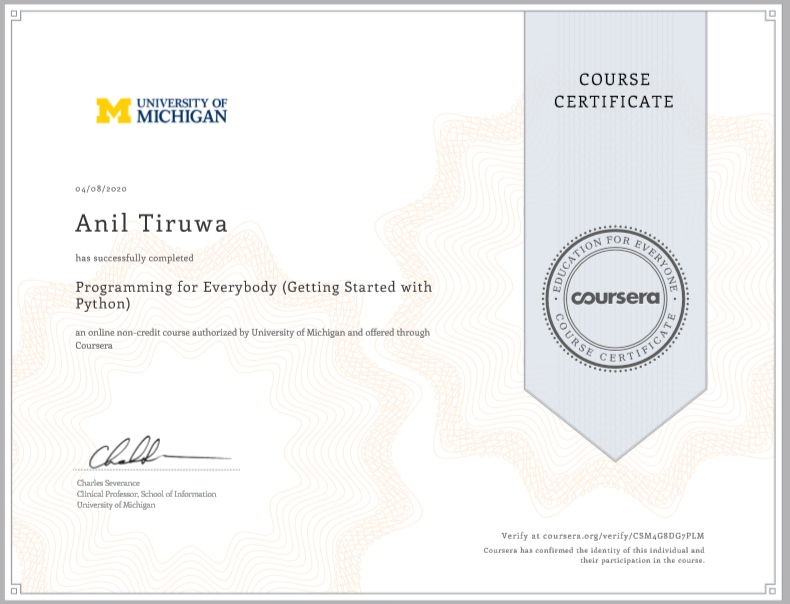 UNIVERSITY OF
MICHIGAN
COURSE
CERTIFICATE
04/08/2020
Anil Tiruwa
has successfully completed
Programming for Everybody (Getting Started with
Python)
an online non-credit course authorized by University of Michigan and offered through
Coursera
EDUCATION FOR EVERYONE
coursera
COURSE CERTIFICATE
Charles Severance
Clinical Professor, School of Information
University of Michigan
Verify at coursera.org/verify/CSM4G8DG7PLM
Coursera has confirmed the identity of this individual and
their participation in the course.